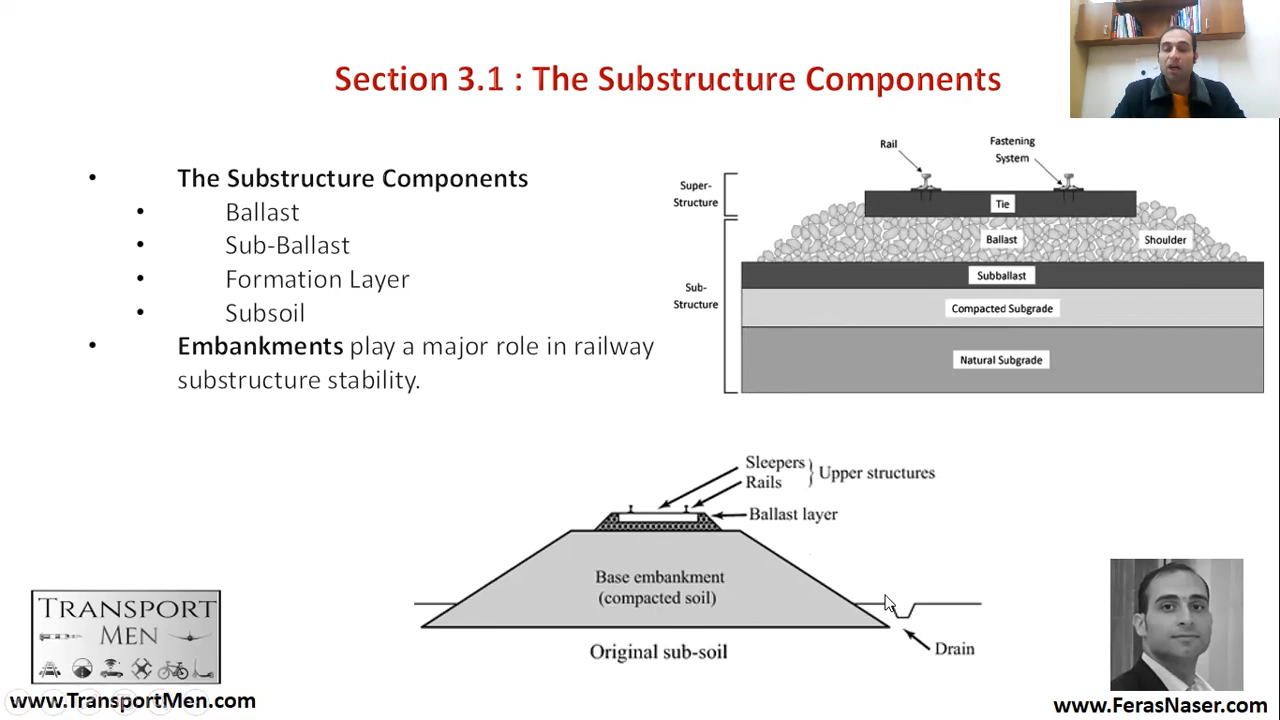 Section 3.1 : The Substructure Components
• The Substructure Components
• Ballast
• Sub-Ballast
• Formation Layer
• Subsoil
• Embankments play a major role in railway
substructure stability.
Rail
Fastening
System
Super-
Structure
Tie
Ballast
Shoulder
Subballast
Sub-
Structure
Compacted Subgrade
Natural Subgrade
Sleepers
Rails
Upper structures
Ballast layer
Base embankment
(compacted soil)
Original sub-soil
Drain
TRANSPORT
MEN
www.TransportMen.com
www.FerasNaser.com